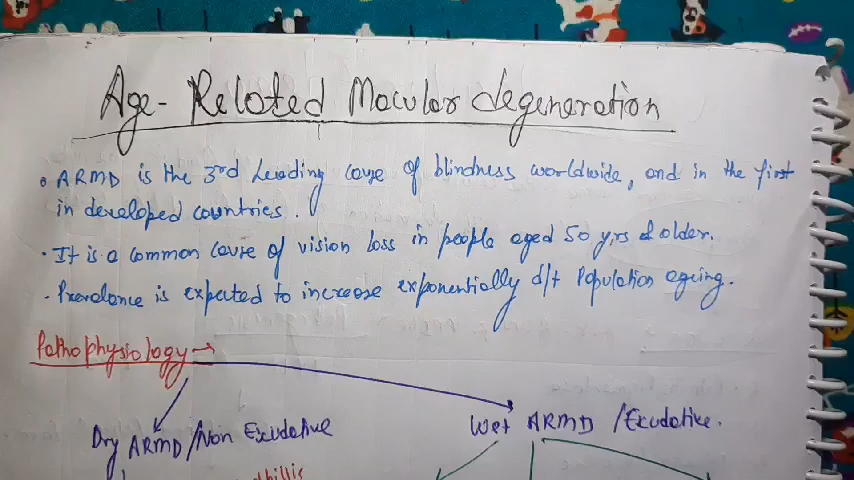 Age-Related Macular degeneration
• ARMD is the 3rd Leading cause of blindness worldwide, and in the first
in developed countries.
• It is a common cause of vision loss in people aged 50 yrs & older.
- Prevalence is expected to increase exponentially d/t Population ageing.
Pathophysiology →
Dry ARMD/Non Exudative
Wet ARMD /Exudative.